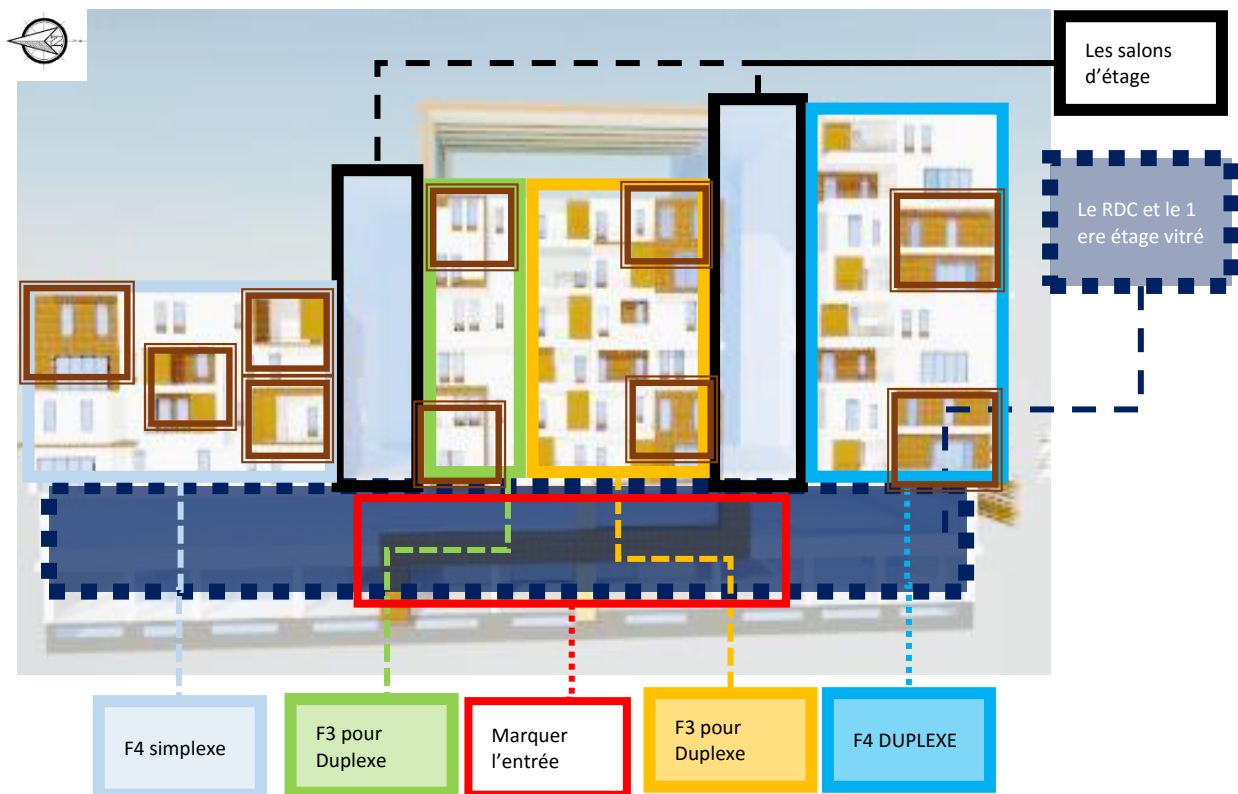 Les salons
d'étage
Le RDC et le 1
ere étage vitré
F4 simplexe
F3 pour
Duplexe
Marquer
l'entrée
F3 pour
Duplexe
F4 DUPLEXE